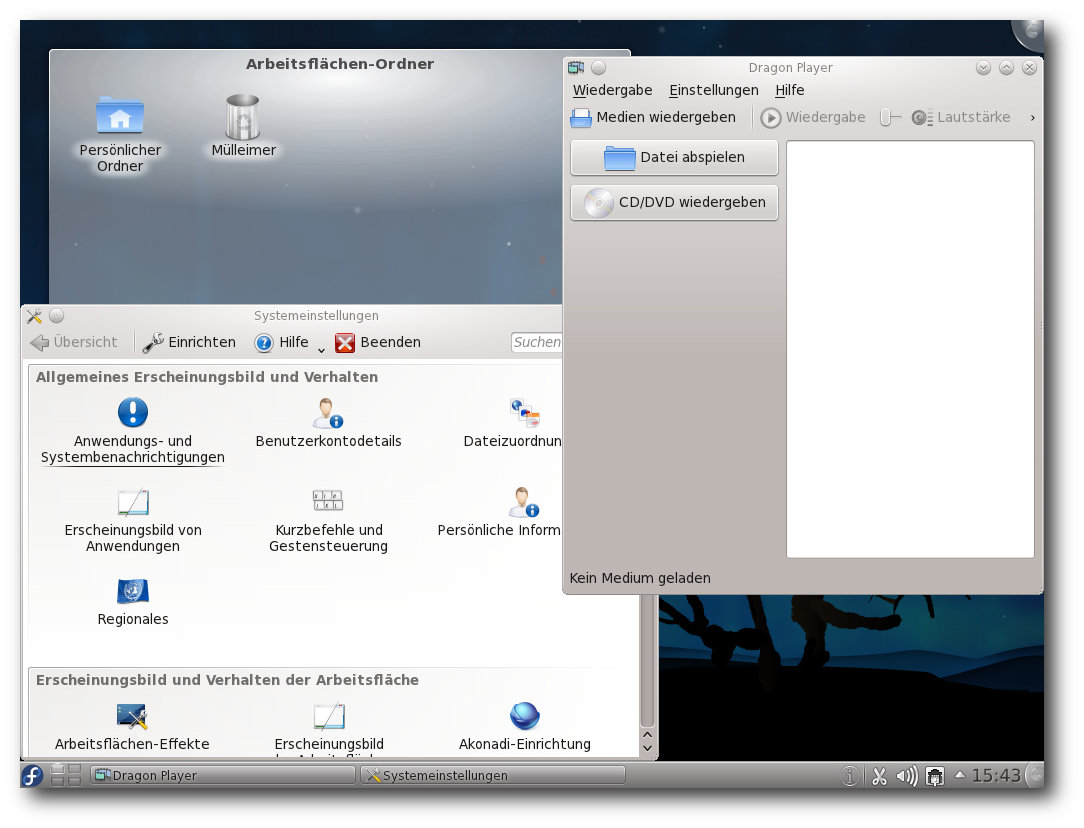 Arbeitsflächen-Ordner
Persönlicher
Ordner
Mülleimer
Dragon Player
Wiedergabe Einstellungen Hilfe
Medien wiedergeben Wiedergabe Lautstärke
Datei abspielen
CD/DVD wiedergeben
Kein Medium geladen
Systemeinstellungen
Übersicht Einrichten Hilfe Beenden Suchen
Allgemeines Erscheinungsbild und Verhalten
Anwendungs- und
Systembenachrichtigungen
Benutzerkontodetails
Dateizuordnun
Erscheinungsbild von
Anwendungen
Kurzbefehle und
Gestensteuerung
Persönliche Inform
Regionales
Erscheinungsbild und Verhalten der Arbeitsfläche
Arbeitsflächen-Effekte
Erscheinungsbild
Akonadi-Einrichtung
Dragon Player Systemeinstellungen 15:43